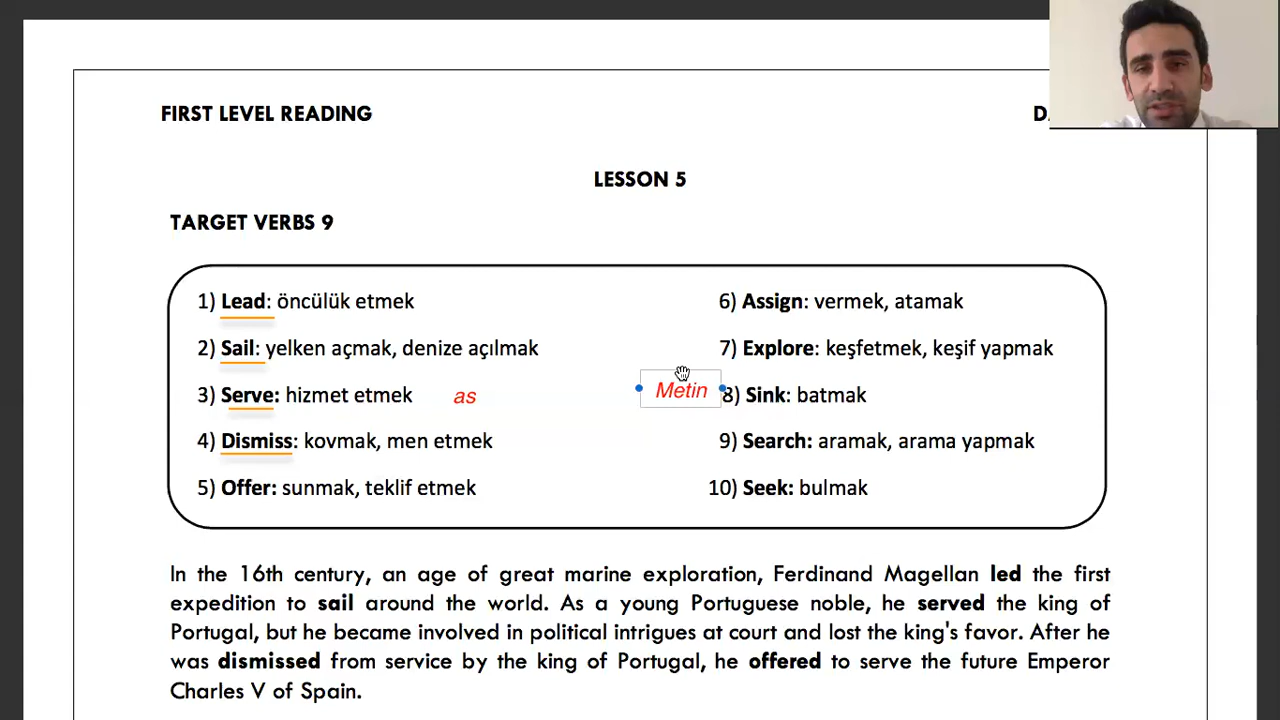 FIRST LEVEL READING D
LESSON 5
TARGET VERBS 9
1) Lead: öncülük etmek
2) Sail: yelken açmak, denize açılmak
3) Serve: hizmet etmek as
4) Dismiss: kovmak, men etmek
5) Offer: sunmak, teklif etmek
Metin
6) Assign: vermek, atamak
7) Explore: keşfetmek, keşif yapmak
8) Sink: batmak
9) Search: aramak, arama yapmak
10) Seek: bulmak
In the 16th century, an age of great marine exploration, Ferdinand Magellan led the first
expedition to sail around the world. As a young Portuguese noble, he served the king of
Portugal, but he became involved in political intrigues at court and lost the king's favor. After he
was dismissed from service by the king of Portugal, he offered to serve the future Emperor
Charles V of Spain.